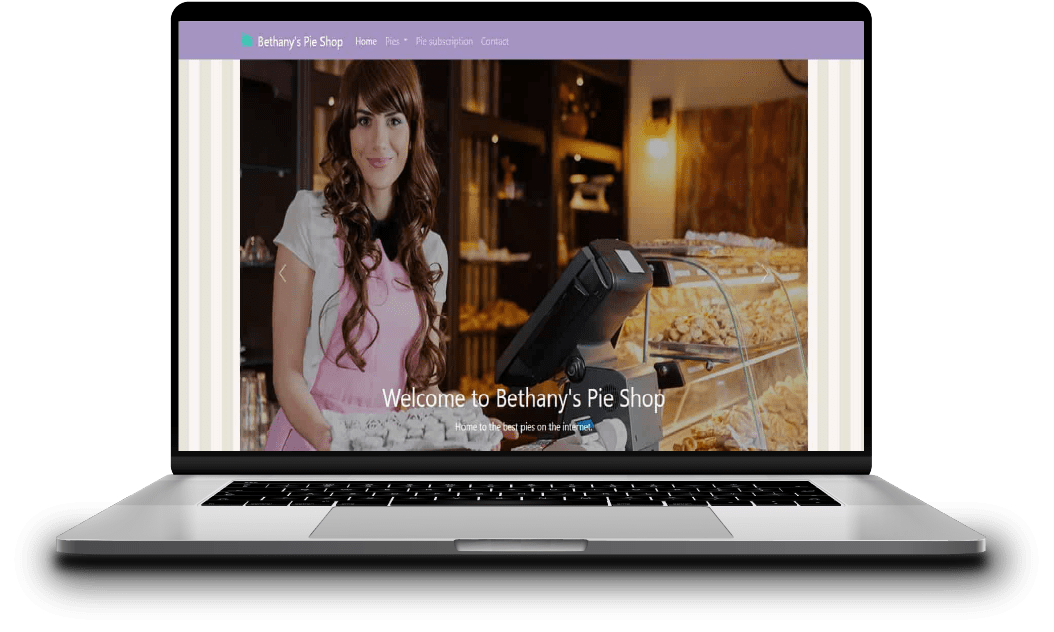 Bethany's Pie Shop Home Pies Pie subscription Contact
Welcome to Bethany's Pie Shop
Home to the best pies on the internet.